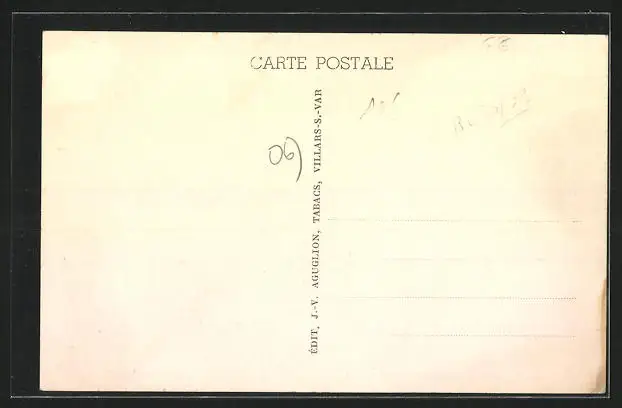 CARTE POSTALE
06)
ÉDIT, J.-V. AGUGLION, TABACS, VILLARS-S.-VAR